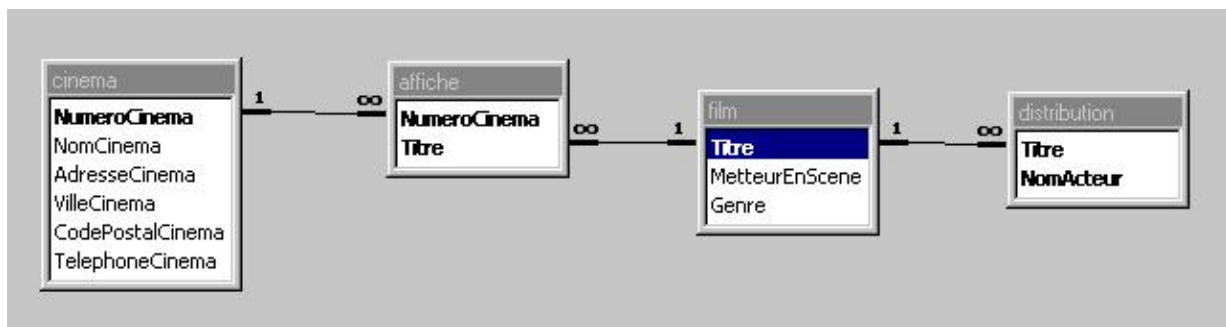 cinema
NumeroCinema
NomCinema
AdresseCinema
VilleCinema
CodePostalCinema
TelephoneCinema
1
∞
affiche
NumeroCinema
Titre
∞
1
film
Titre
MetteurEnScene
Genre
1
∞
distribution
Titre
NomActeur